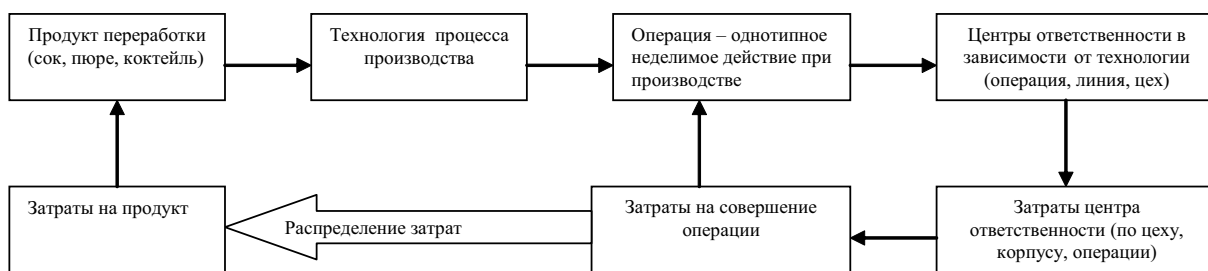 Продукт переработки
(сок, пюре, коктейль)
Технология процесса
производства
Операция – однотипное
неделимое действие при
производстве
Центры ответственности в
зависимости от технологии
(операция, линия, цех)
Затраты на продукт
Распределение затрат
Затраты на совершение
операции
Затраты центра
ответственности (по цеху,
корпусу, операции)